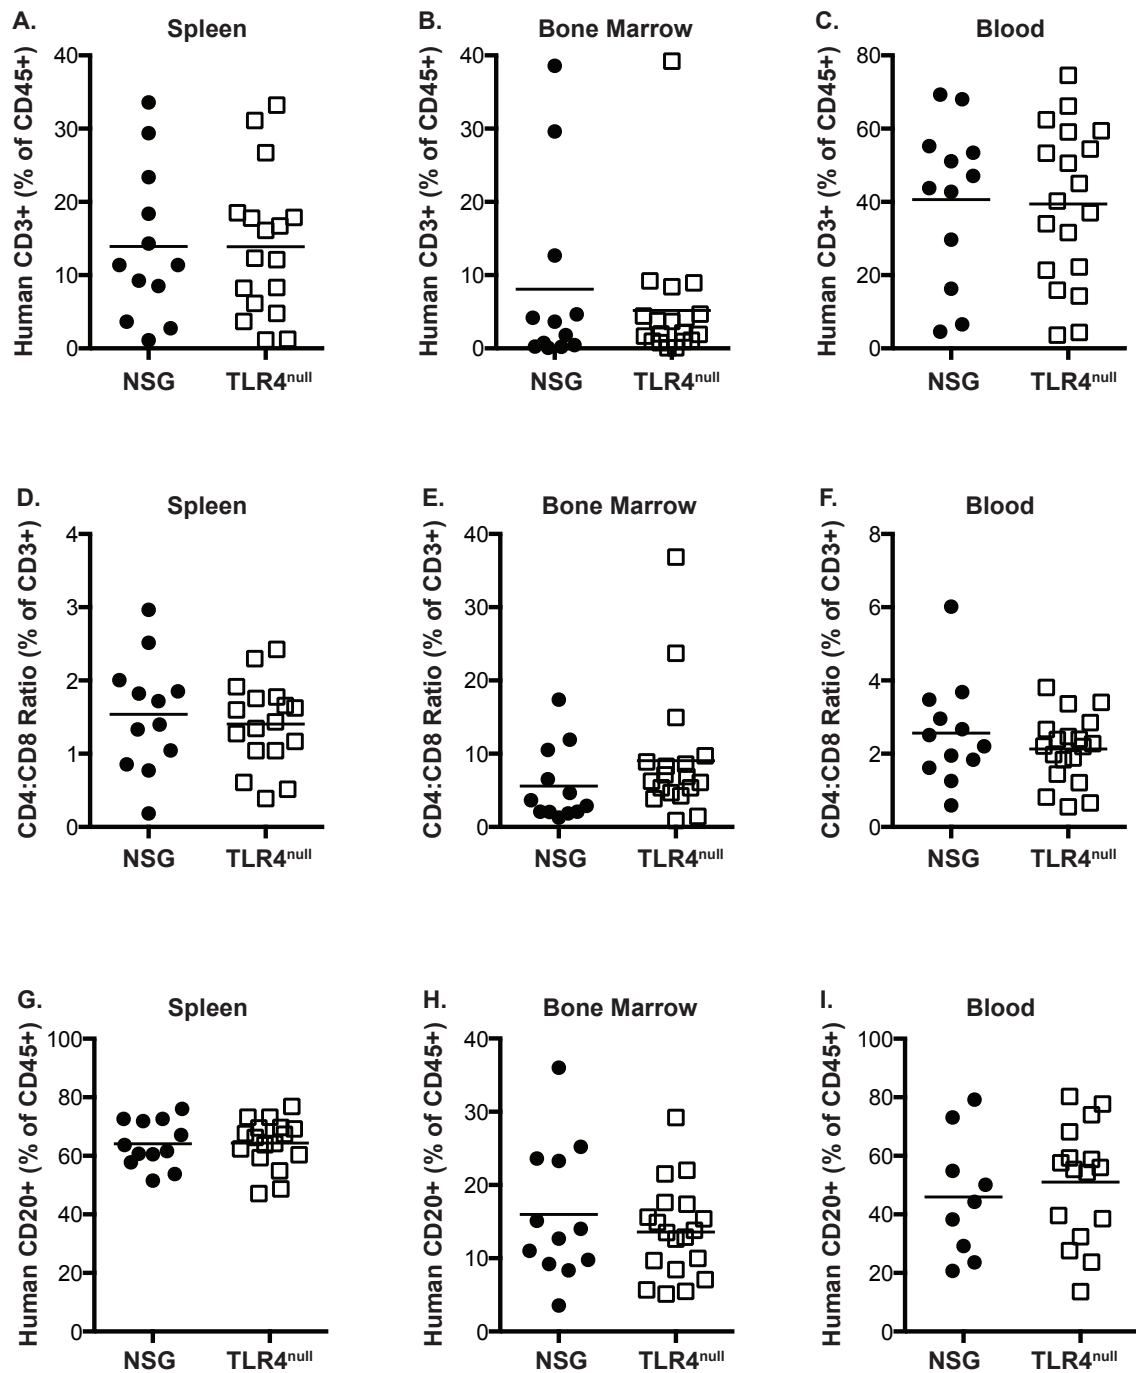 A.
Spleen
Human CD3+ (% of CD45+)
40
30
20
10
0
NSG
TLR4null
B.
Bone Marrow
Human CD3+ (% of CD45+)
40
30
20
10
0
NSG
TLR4null
C.
Blood
Human CD3+ (% of CD45+)
80
60
40
20
0
NSG
TLR4null
D.
Spleen
CD4:CD8 Ratio (% of CD3+)
4
3
2
1
0
NSG
TLR4null
E.
Bone Marrow
CD4:CD8 Ratio (% of CD3+)
40
30
20
10
0
NSG
TLR4null
F.
Blood
CD4:CD8 Ratio (% of CD3+)
8
6
4
2
0
NSG
TLR4null
G.
Spleen
Human CD20+ (% of CD45+)
100
80
60
40
20
0
NSG
TLR4null
H.
Bone Marrow
Human CD20+ (% of CD45+)
40
30
20
10
0
NSG
TLR4null
I.
Blood
Human CD20+ (% of CD45+)
100
80
60
40
20
0
NSG
TLR4null